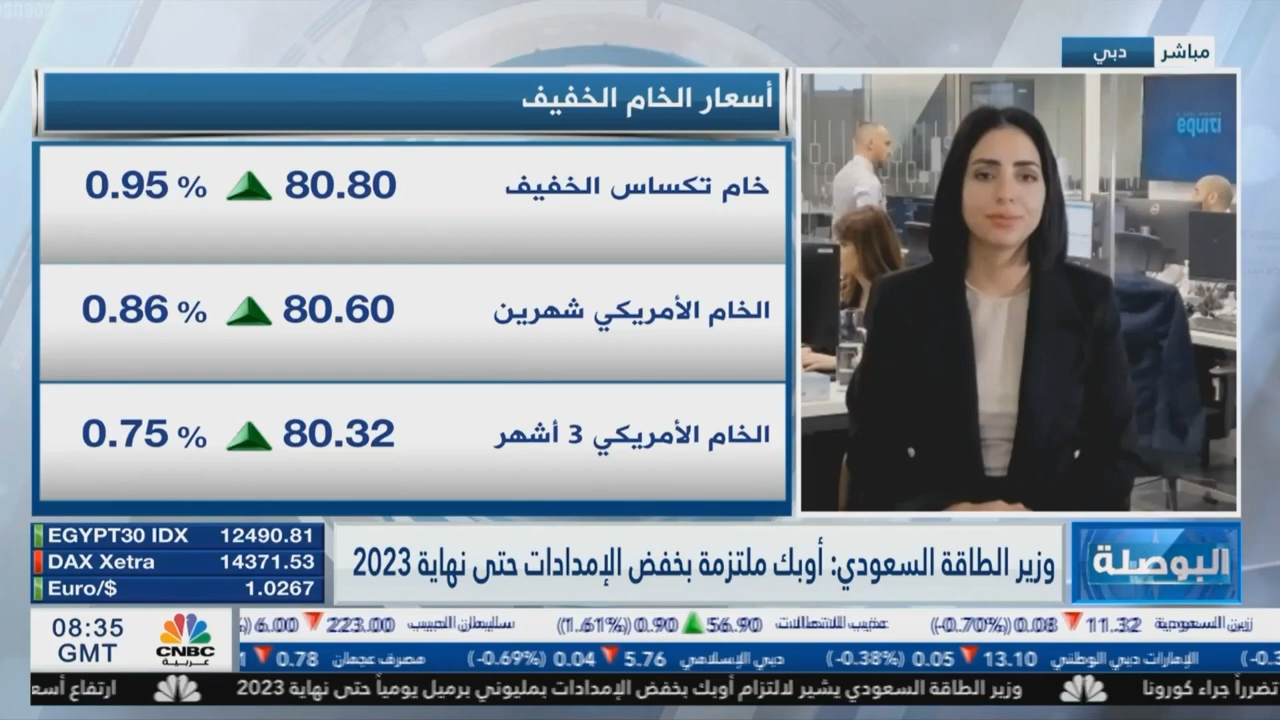 مباشر دبي
equiti
أسعار الخام الخفيف
خام تكساس الخفيف 80.80 0.95 %
الخام الأمريكي شهرين 80.60 0.86 %
الخام الأمريكي 3 أشهر 80.32 0.75 %
البوصلة
وزير الطاقة السعودي: أوبك ملتزمة بخفض الإمدادات حتى نهاية 2023
EGYPT30 IDX 12490.81
DAX Xetra 14371.53
Euro/$ 1.0267
08:35
GMT
CNBC
عربية
زين السعودية 11.32 0.08 (-0.70%) 56.90 0.90 (1.61%) سليمان الحبيب 223.00 6.00
الإمارات دبي الوطني 13.10 0.05 (-0.38%) دبي الإسلامي 5.76 0.04 (-0.69%) مصرف عجمان 0.78
تضرراً جراء كورونا وزير الطاقة السعودي يشير لالتزام أوبك بخفض الإمدادات بمليوني برميل يومياً حتى نهاية 2023 ارتفاع